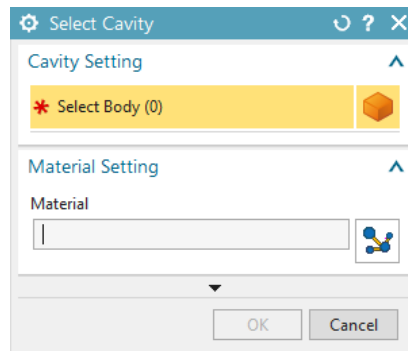 Select Cavity ?
Cavity Setting
* Select Body (0)
Material Setting
Material
OK Cancel